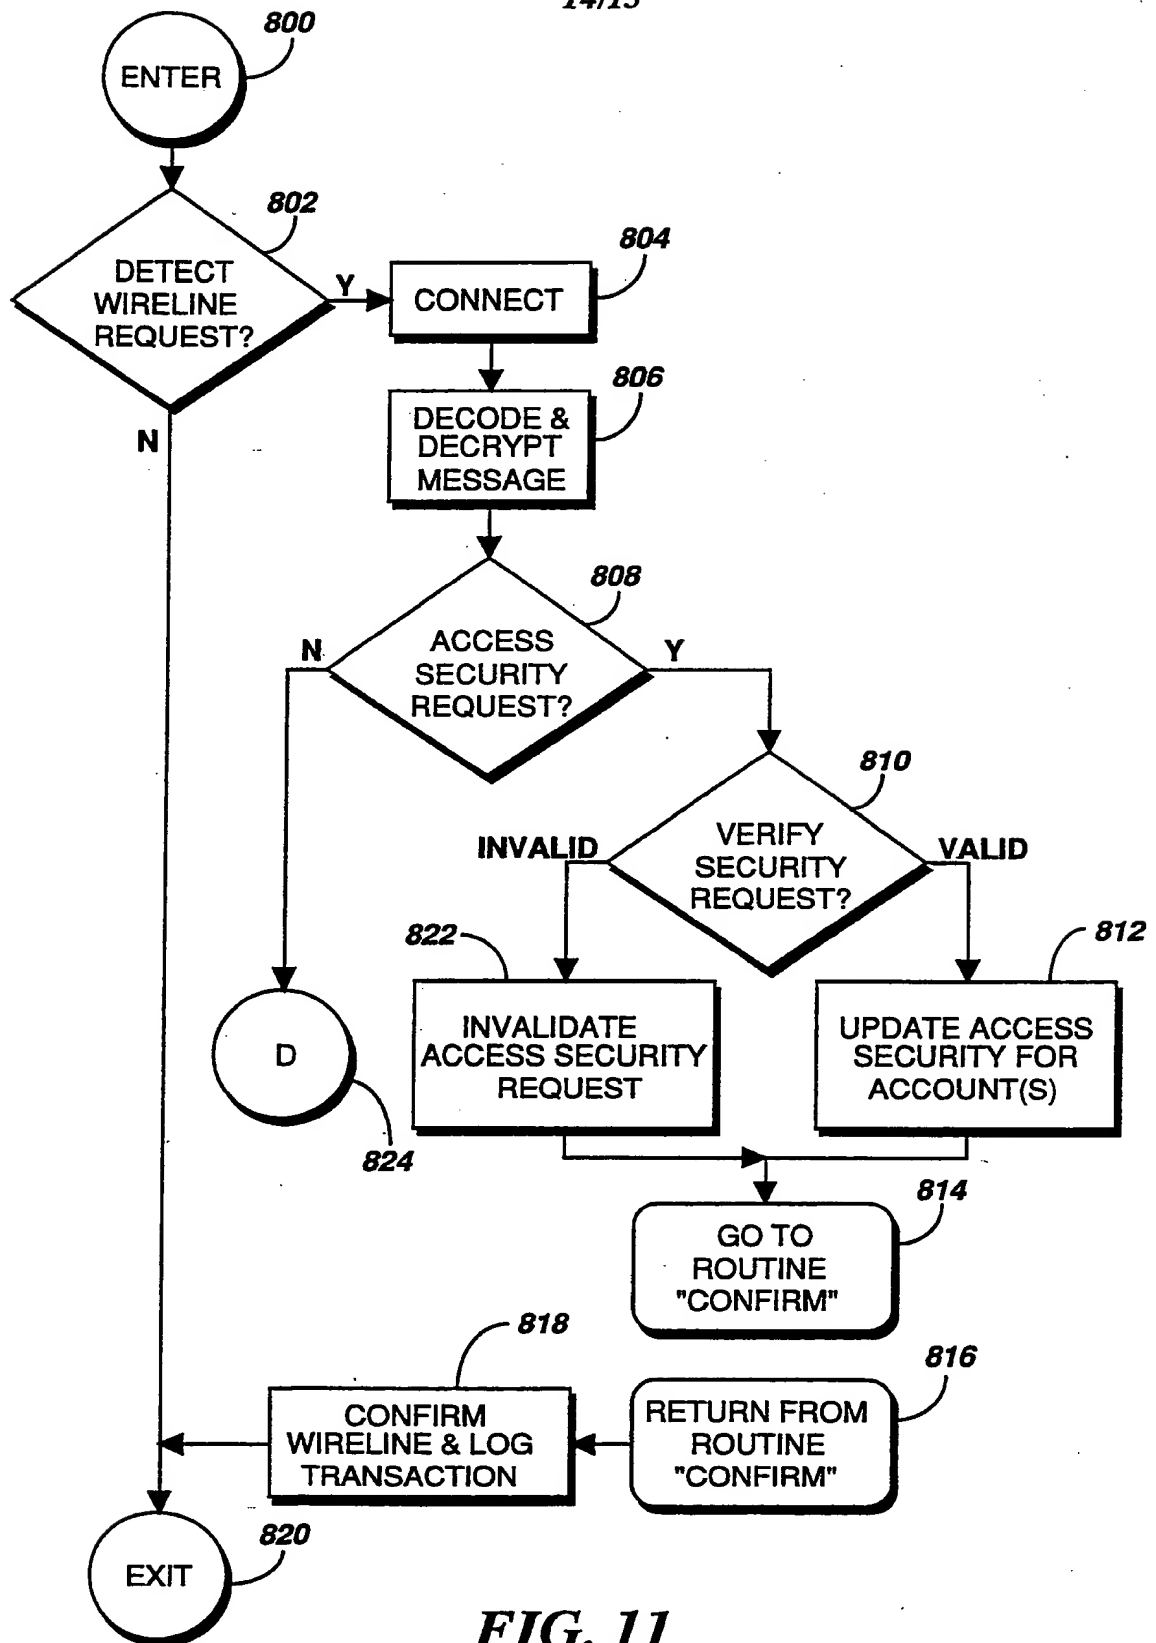 800
ENTER
802
DETECT
WIRELINE
REQUEST?
Y
N
804
CONNECT
806
DECODE &
DECRYPT
MESSAGE
808
ACCESS
SECURITY
REQUEST?
N
Y
810
VERIFY
SECURITY
REQUEST?
INVALID
VALID
822
INVALIDATE
ACCESS SECURITY
REQUEST
812
UPDATE ACCESS
SECURITY FOR
ACCOUNT(S)
D
824
814
GO TO
ROUTINE
"CONFIRM"
816
RETURN FROM
ROUTINE
"CONFIRM"
818
CONFIRM
WIRELINE & LOG
TRANSACTION
EXIT
820
FIG. 11